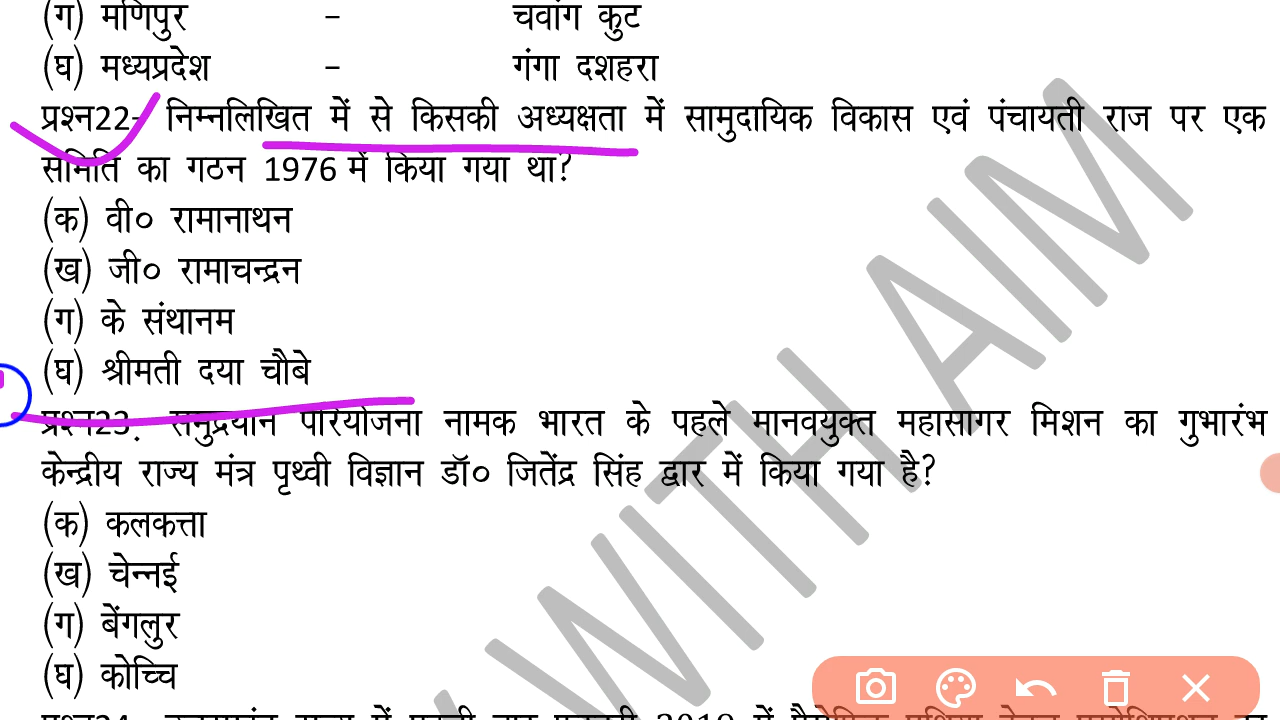 (ग) मणिपुर – चवांग कुट
(घ) मध्यप्रदेश – गंगा दशहरा
प्रश्न22- निम्नलिखित में से किसकी अध्यक्षता में सामुदायिक विकास एवं पंचायती राज पर एक
समिति का गठन 1976 में किया गया था?
(क) वी० रामानाथन
(ख) जी० रामाचन्द्रन
(ग) के संथानम
(घ) श्रीमती दया चौबे
प्रश्न23. समुद्रयान परियोजना नामक भारत के पहले मानवयुक्त महासागर मिशन का गुभारंभ
केन्द्रीय राज्य मंत्र पृथ्वी विज्ञान डॉ० जितेंद्र सिंह द्वार में किया गया है?
(क) कलकत्ता
(ख) चेन्नई
(ग) बेंगलुर
(घ) कोच्चि
WITH AIM